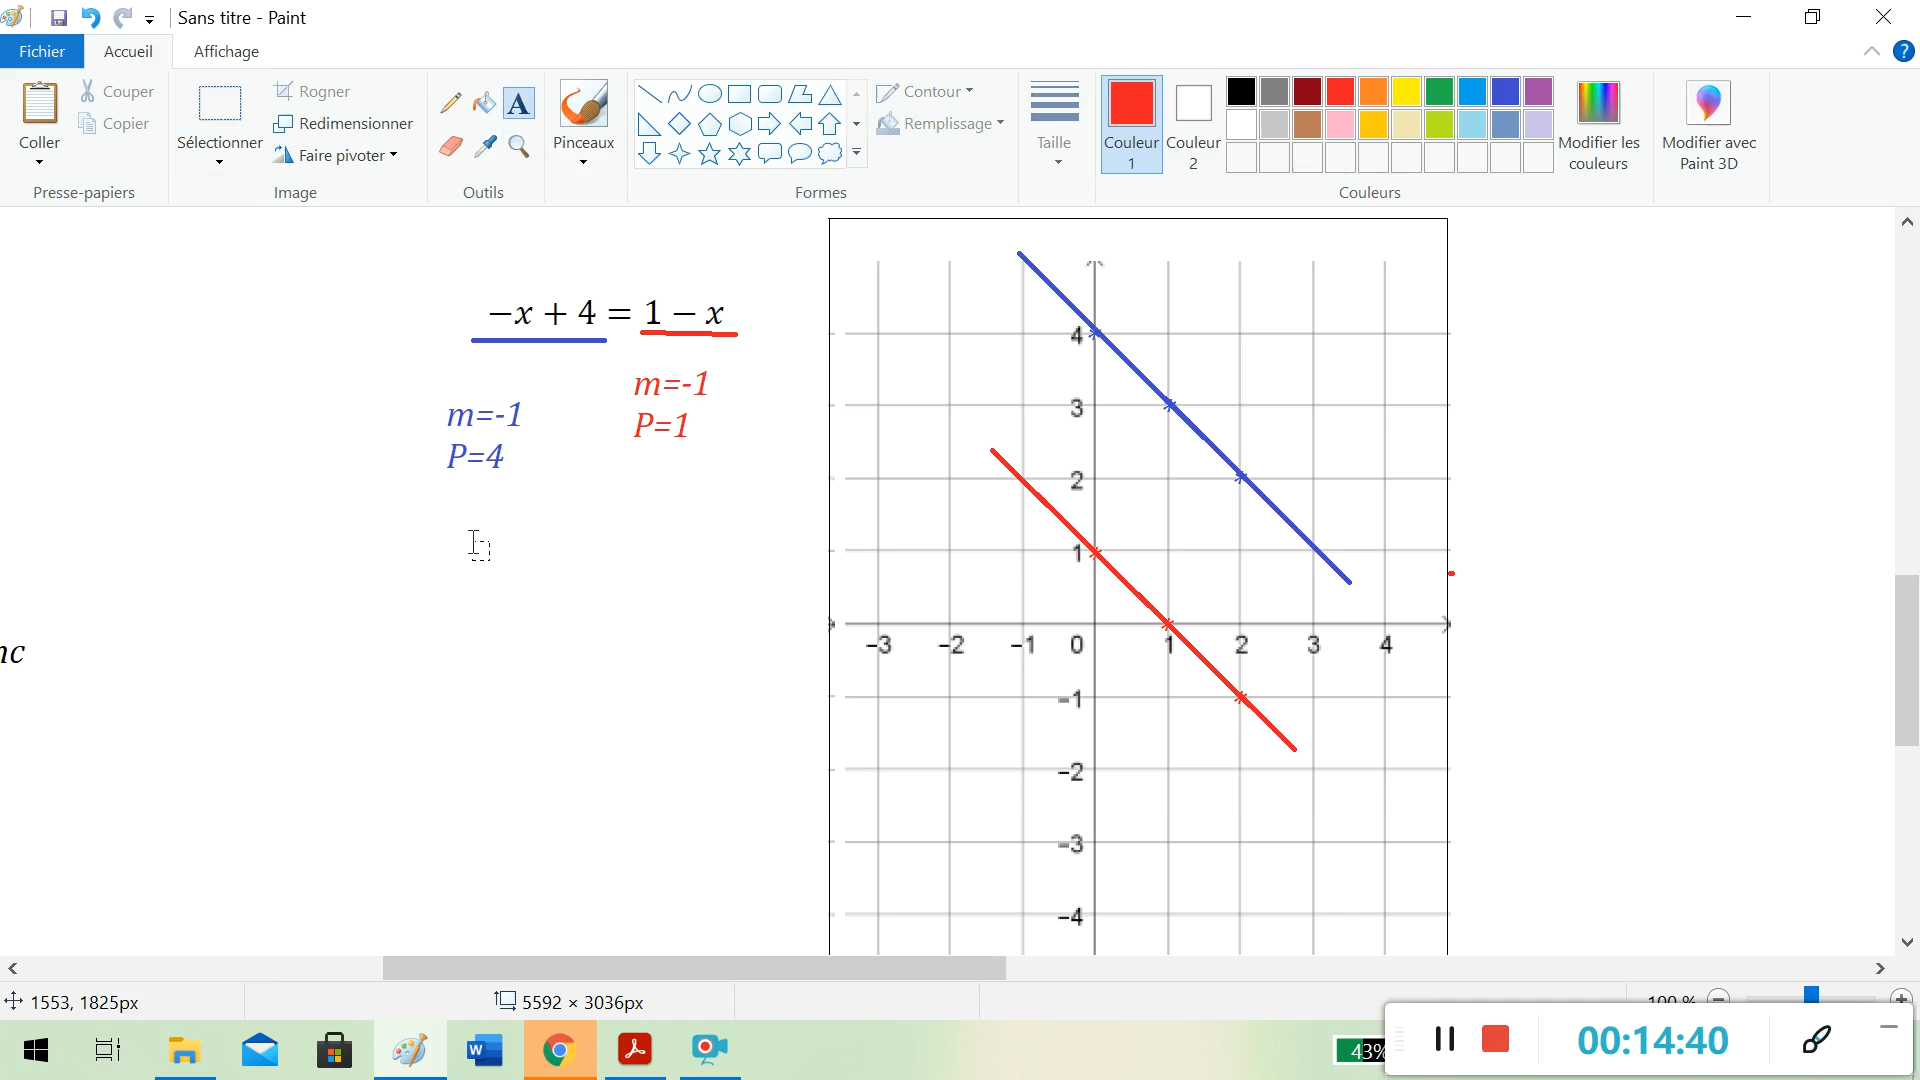 Sans titre - Paint
Fichier Accueil Affichage
Coller
Couper
Copier
Presse-papiers
Sélectionner
Rogner
Redimensionner
Faire pivoter
Image
A
Outils
Pinceaux
Formes
Contour
Remplissage
Taille
Couleur 1
Couleur 2
Modifier les couleurs
Couleurs
Modifier avec Paint 3D
−x + 4 = 1 − x
m=-1
P=4
m=-1
P=1
4
3
2
1
−3 −2 −1 0 1 2 3 4
−1
−2
−3
−4
1553, 1825px
5592 × 3036px
100 %
43%
00:14:40